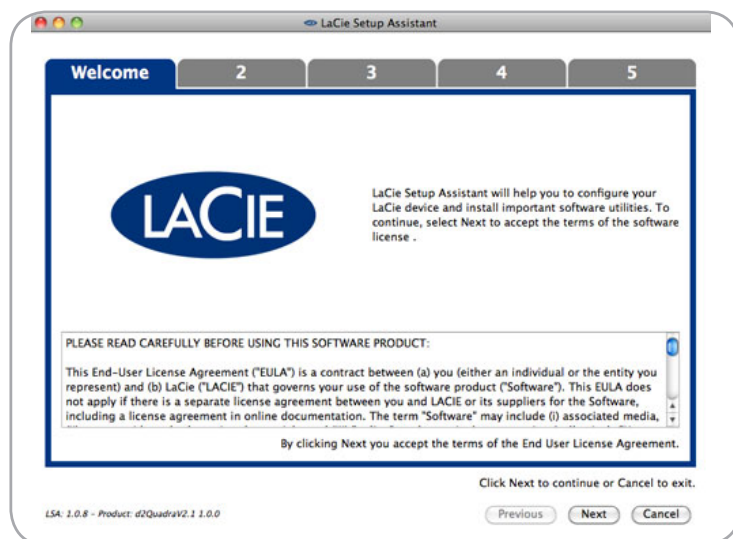 LaCie Setup Assistant
Welcome
2
3
4
5
LACIE
LaCie Setup Assistant will help you to configure your
LaCie device and install important software utilities. To
continue, select Next to accept the terms of the software
license .
PLEASE READ CAREFULLY BEFORE USING THIS SOFTWARE PRODUCT:
This End-User License Agreement ("EULA") is a contract between (a) you (either an individual or the entity you
represent) and (b) LaCie ("LACIE") that governs your use of the software product ("Software"). This EULA does
not apply if there is a separate license agreement between you and LACIE or its suppliers for the Software,
including a license agreement in online documentation. The term "Software" may include (i) associated media,
By clicking Next you accept the terms of the End User License Agreement.
Click Next to continue or Cancel to exit.
LSA: 1.0.8 - Product: d2QuadraV2.1 1.0.0
Previous
Next
Cancel